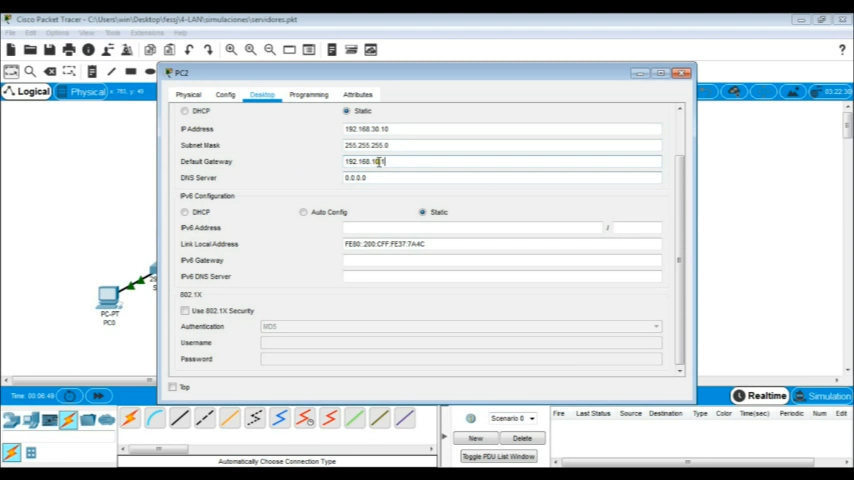 Cisco Packet Tracer - C:\Users\win\Desktop\fessj\4-LAN\simulaciones\servidores.pkt
File Edit Options View Tools Extensions Help
Logical Physical x: 763, y: 49 03:22:30
PC2
Physical Config Desktop Programming Attributes
DHCP Static
IP Address 192.168.30.10
Subnet Mask 255.255.255.0
Default Gateway
DNS Server 0.0.0.0
IPv6 Configuration
DHCP Auto Config Static
IPv6 Address /
Link Local Address FE80::200:CFF:FE37:7A4C
IPv6 Gateway
IPv6 DNS Server
802.1X
Use 802.1X Security
Authentication MD5
Username
Password
Top
PC-PT
PC0
Time: 00:06:49 Realtime Simulation
Scenario 0
New Delete
Toggle PDU List Window
Fire Last Status Source Destination Type Color Time(sec) Periodic Num Edit
Automatically Choose Connection Type